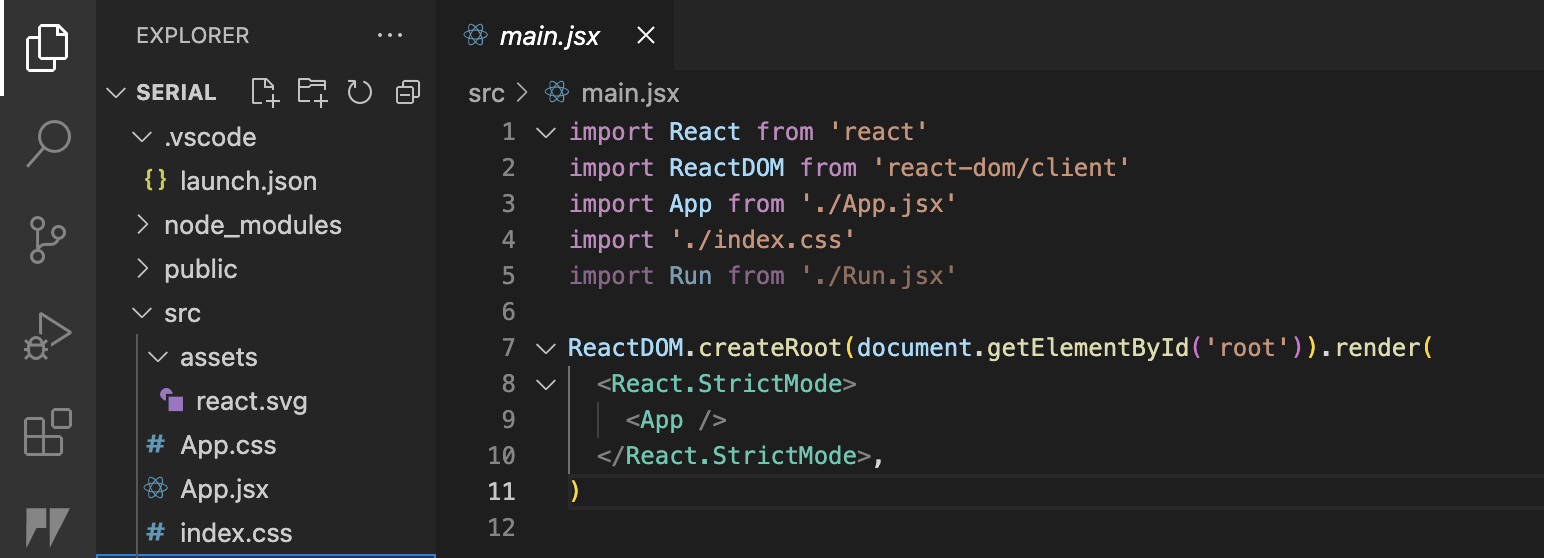 EXPLORER
SERIAL
.vscode
{} launch.json
node_modules
public
src
assets
react.svg
# App.css
App.jsx
# index.css
main.jsx
src > main.jsx
1 import React from 'react'
2 import ReactDOM from 'react-dom/client'
3 import App from './App.jsx'
4 import './index.css'
5 import Run from './Run.jsx'
6
7 ReactDOM.createRoot(document.getElementById('root')).render(
8 <React.StrictMode>
9 <App />
10 </React.StrictMode>,
11 )
12